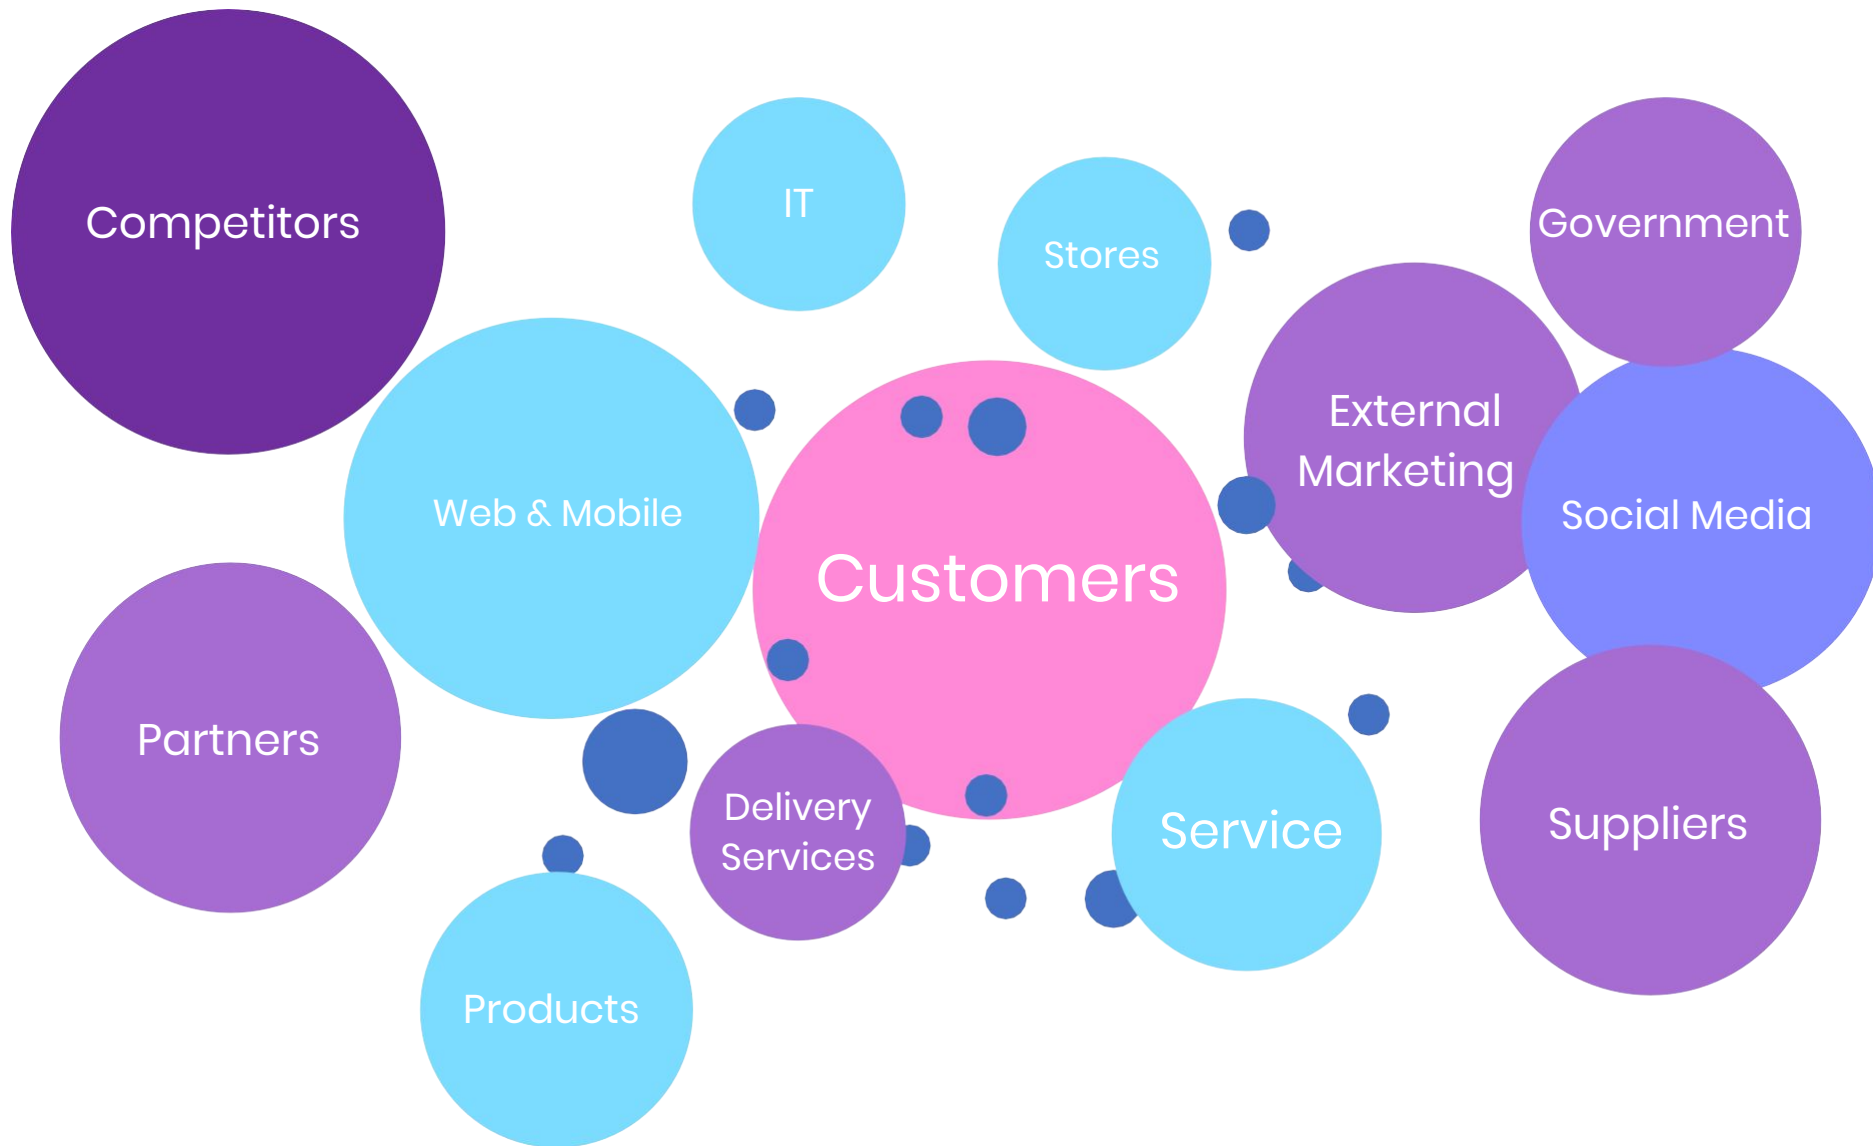 Competitors
IT
Stores
Government
External
Marketing
Web & Mobile
Social Media
Customers
Partners
Delivery
Services
Service
Suppliers
Products